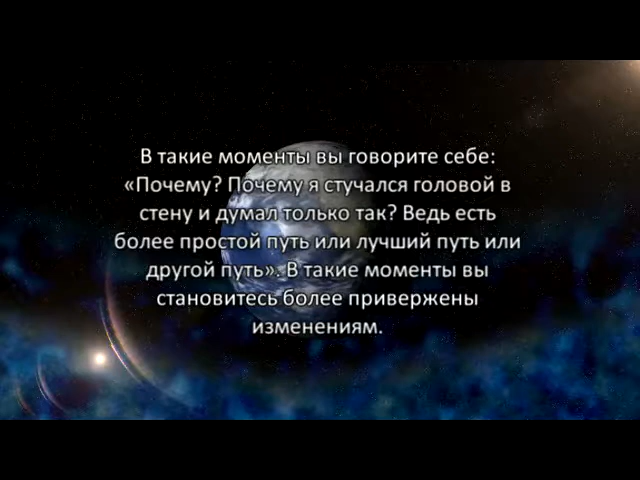 В такие моменты вы говорите себе:
«Почему? Почему я стучался головой в
стену и думал только так? Ведь есть
более простой путь или лучший путь или
другой путь». В такие моменты вы
становитесь более привержены
изменениям.